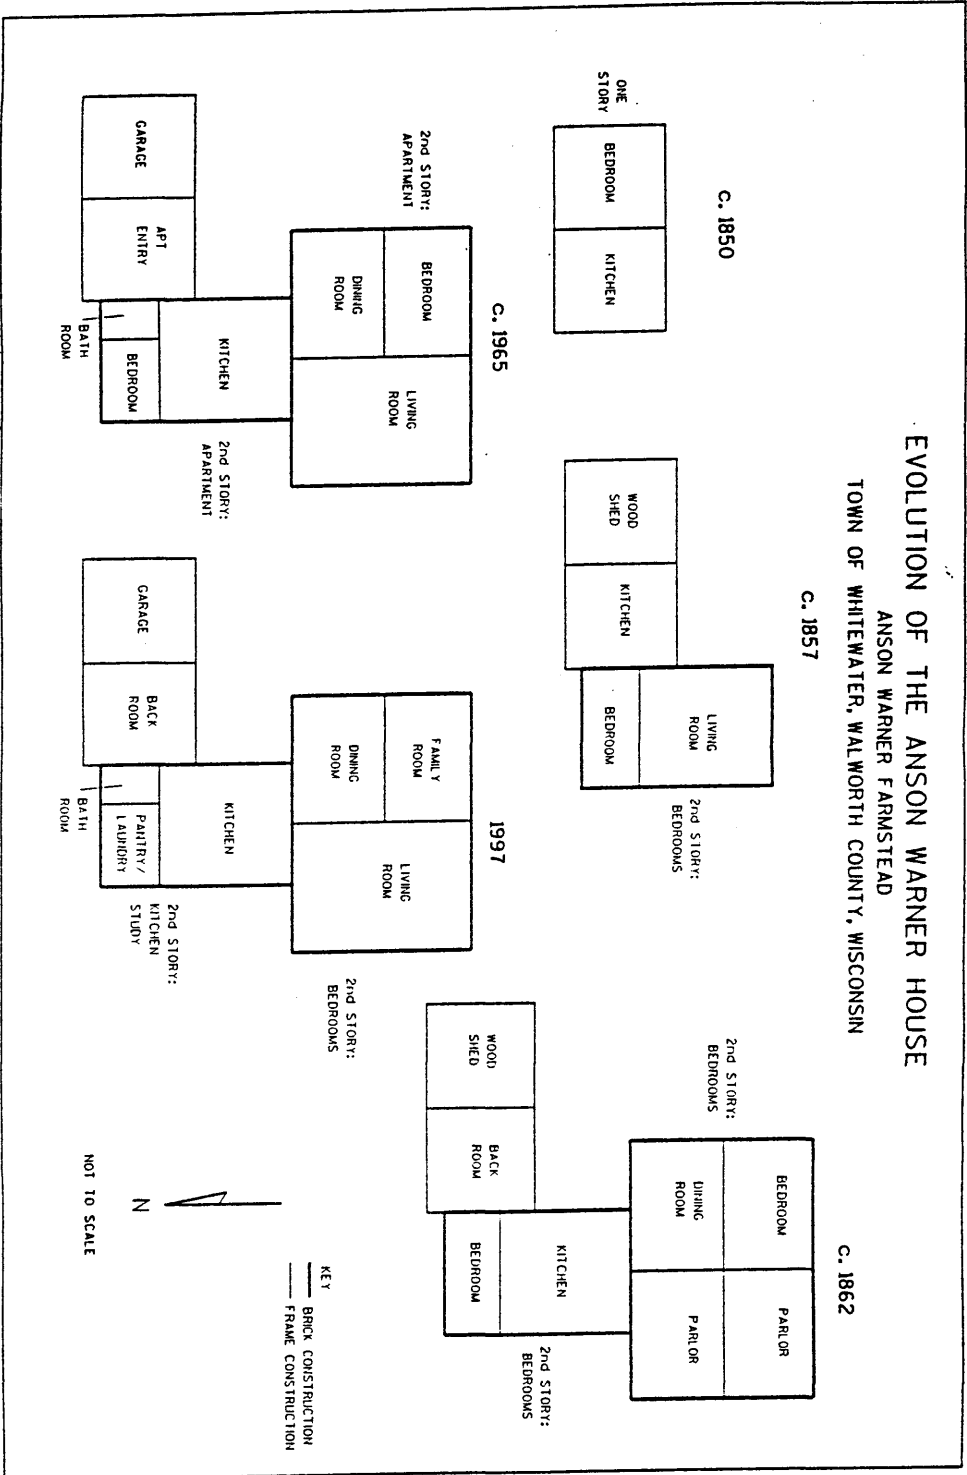 EVOLUTION OF THE ANSON WARNER HOUSE
ANSON WARNER FARMSTEAD
TOWN OF WHITEWATER, WALWORTH COUNTY, WISCONSIN
C. 1850
ONE
STORY
BEDROOM
KITCHEN
C. 1857
WOOD
SHED
KITCHEN
LIVING
ROOM
BEDROOM
2nd STORY:
BEDROOMS
C. 1862
2nd STORY:
BEDROOMS
BEDROOM
PARLOR
DINING
ROOM
PARLOR
KITCHEN
WOOD
SHED
BACK
ROOM
BEDROOM
2nd STORY:
BEDROOMS
C. 1965
2nd STORY:
APARTMENT
BEDROOM
DINING
ROOM
LIVING
ROOM
KITCHEN
GARAGE
APT
ENTRY
BEDROOM
BATH
ROOM
2nd STORY:
APARTMENT
1997
FAMILY
ROOM
DINING
ROOM
LIVING
ROOM
2nd STORY:
BEDROOMS
KITCHEN
GARAGE
BACK
ROOM
PANTRY/
LAUNDRY
BATH
ROOM
2nd STORY:
KITCHEN
STUDY
KEY
BRICK CONSTRUCTION
FRAME CONSTRUCTION
N
NOT TO SCALE